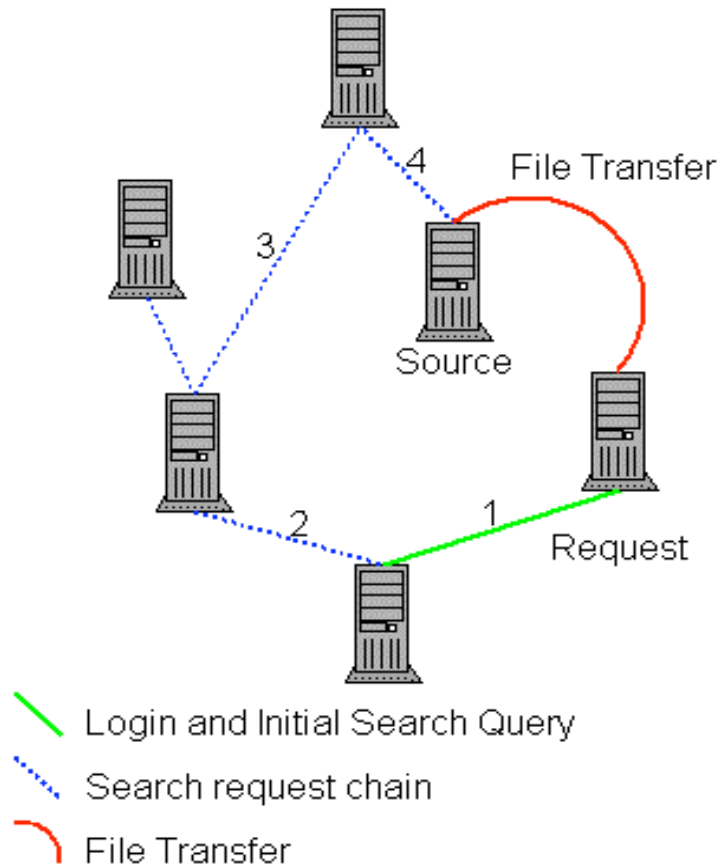 4
File Transfer
3
Source
2
1
Request
Login and Initial Search Query
Search request chain
File Transfer